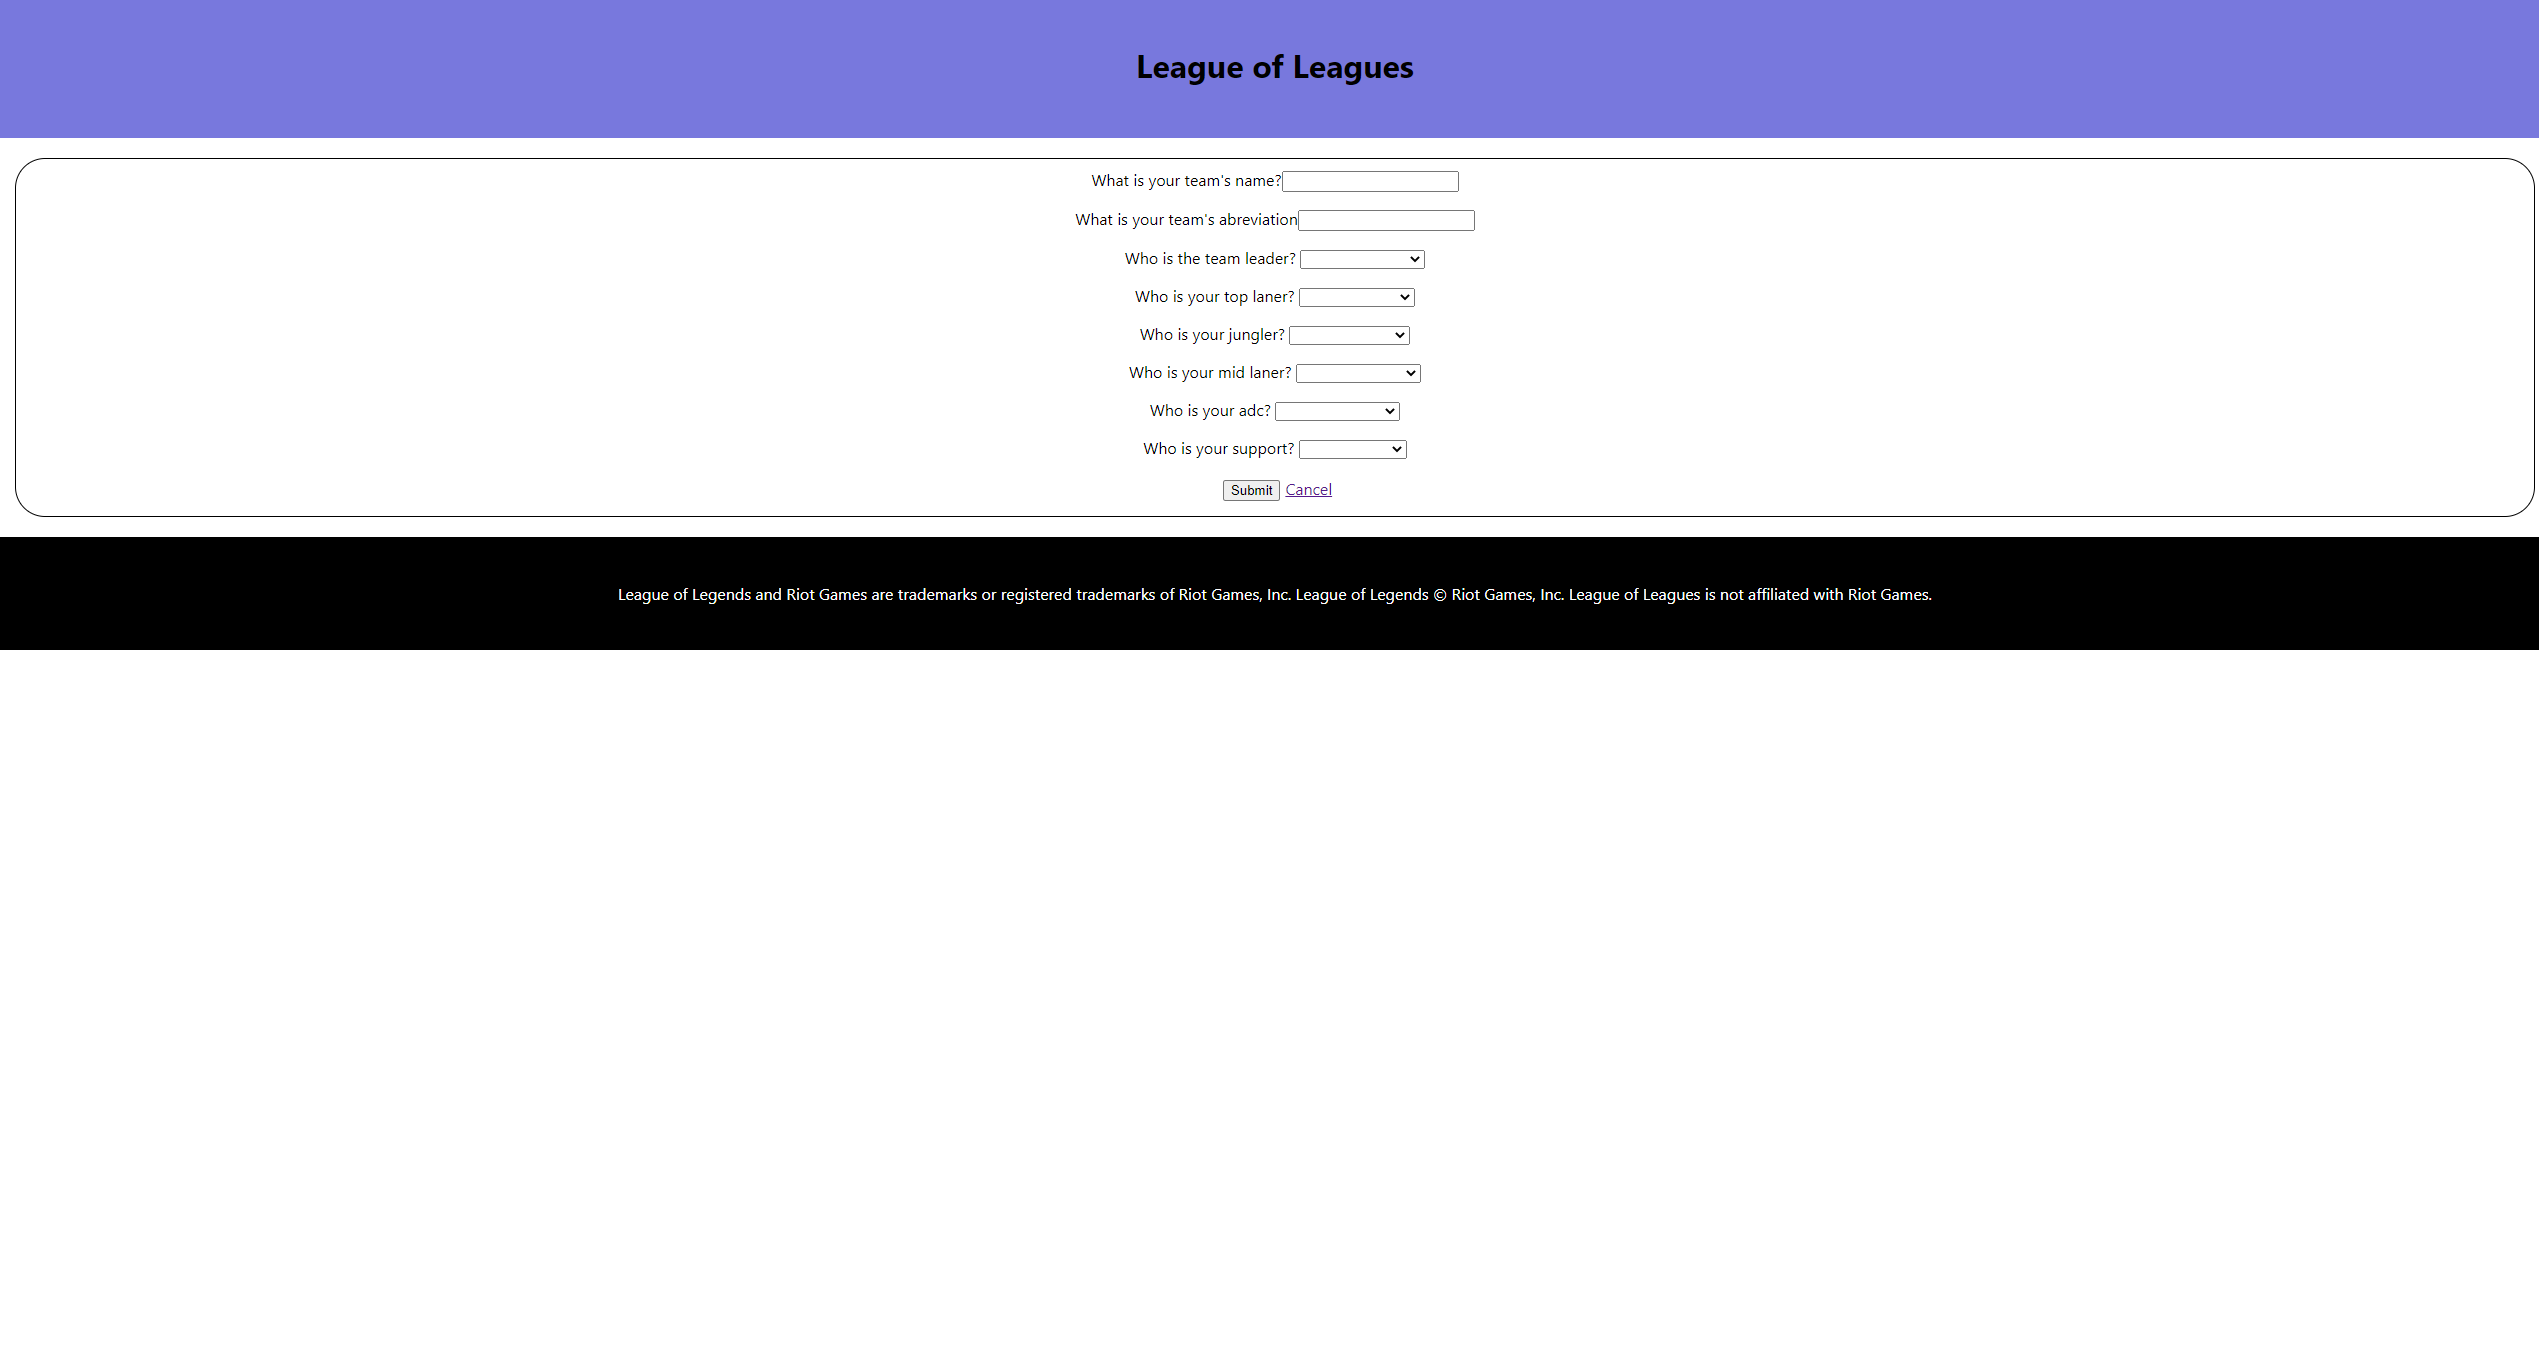 League of Leagues
What is your team's name?
What is your team's abreviation
Who is the team leader?
Who is your top laner?
Who is your jungler?
Who is your mid laner?
Who is your adc?
Who is your support?
Submit Cancel
League of Legends and Riot Games are trademarks or registered trademarks of Riot Games, Inc. League of Legends © Riot Games, Inc. League of Leagues is not affiliated with Riot Games.